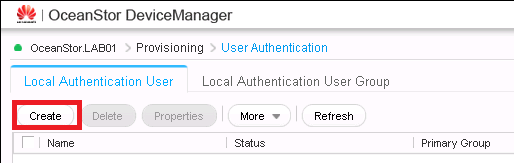 HUAWEI | OceanStor DeviceManager
OceanStor.LAB01 > Provisioning > User Authentication
Local Authentication User Local Authentication User Group
Create Delete Properties More Refresh
Name Status Primary Group